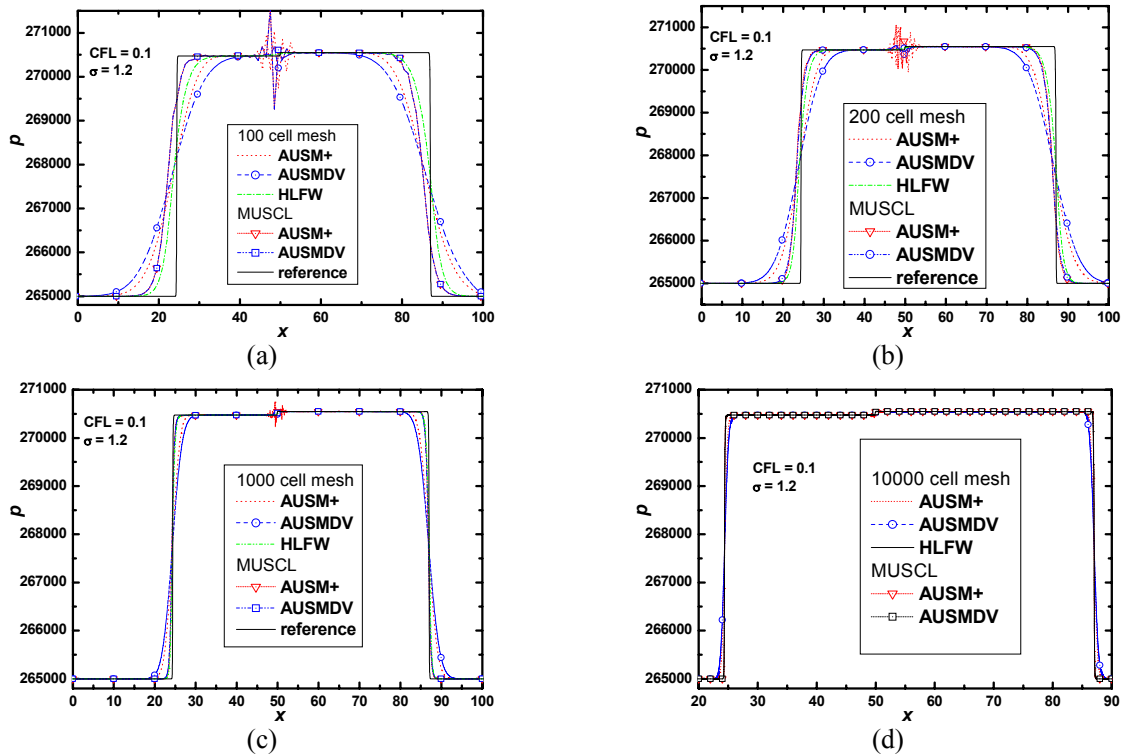 271000
270000
269000
268000
267000
266000
265000
p
CFL = 0.1
σ = 1.2
100 cell mesh
AUSM+
AUSMDV
HLFW
MUSCL
AUSM+
AUSMDV
reference
0 20 40 60 80 100
x
(a)
271000
270000
269000
268000
267000
266000
265000
p
CFL = 0.1
σ = 1.2
200 cell mesh
AUSM+
AUSMDV
HLFW
MUSCL
AUSM+
AUSMDV
reference
0 10 20 30 40 50 60 70 80 90 100
x
(b)
271000
270000
269000
268000
267000
266000
265000
p
CFL = 0.1
σ = 1.2
1000 cell mesh
AUSM+
AUSMDV
HLFW
MUSCL
AUSM+
AUSMDV
reference
0 10 20 30 40 50 60 70 80 90 100
x
(c)
271000
270000
269000
268000
267000
266000
265000
p
CFL = 0.1
σ = 1.2
10000 cell mesh
AUSM+
AUSMDV
HLFW
MUSCL
AUSM+
AUSMDV
20 30 40 50 60 70 80 90
x
(d)